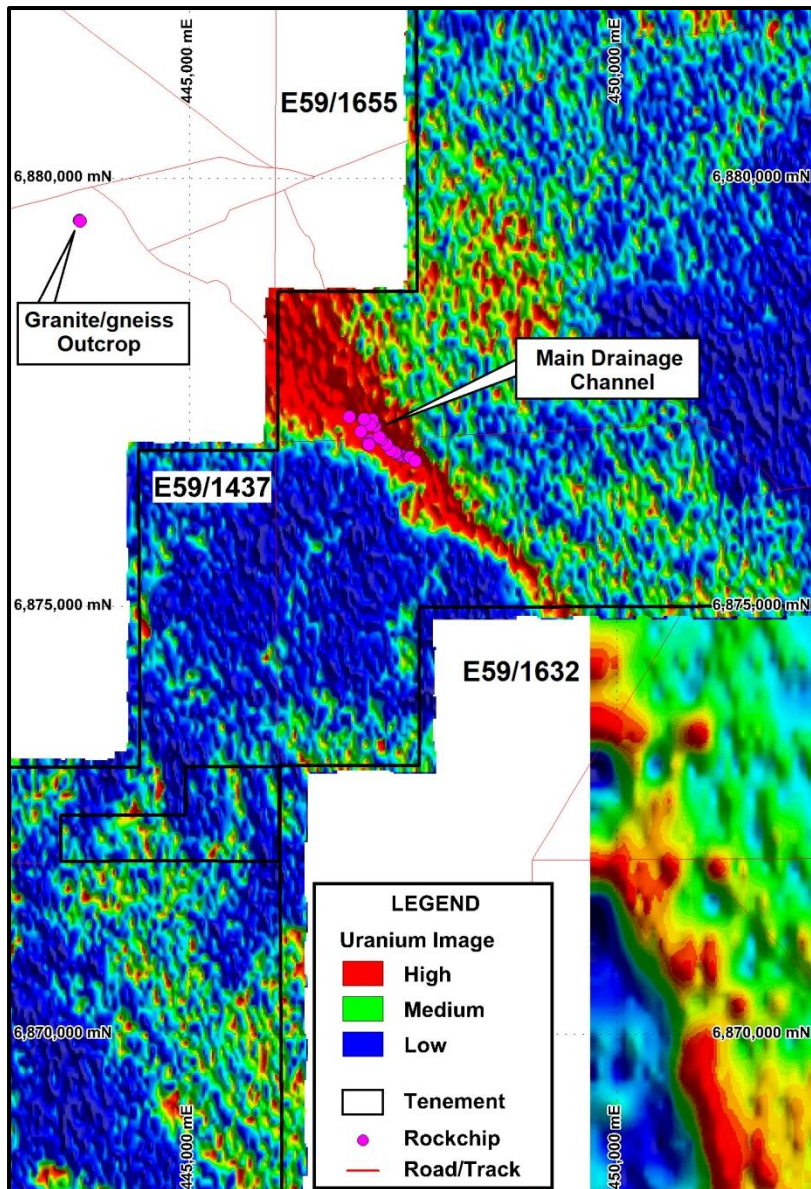 445,000 mE
450,000 mE
E59/1655
6,880,000 mN
6,880,000 mN
Granite/gneiss
Outcrop
Main Drainage
Channel
E59/1437
6,875,000 mN
6,875,000 mN
E59/1632
LEGEND
Uranium Image
High
Medium
Low
Tenement
Rockchip
Road/Track
6,870,000 mN
6,870,000 mN
445,000 mE
450,000 mE